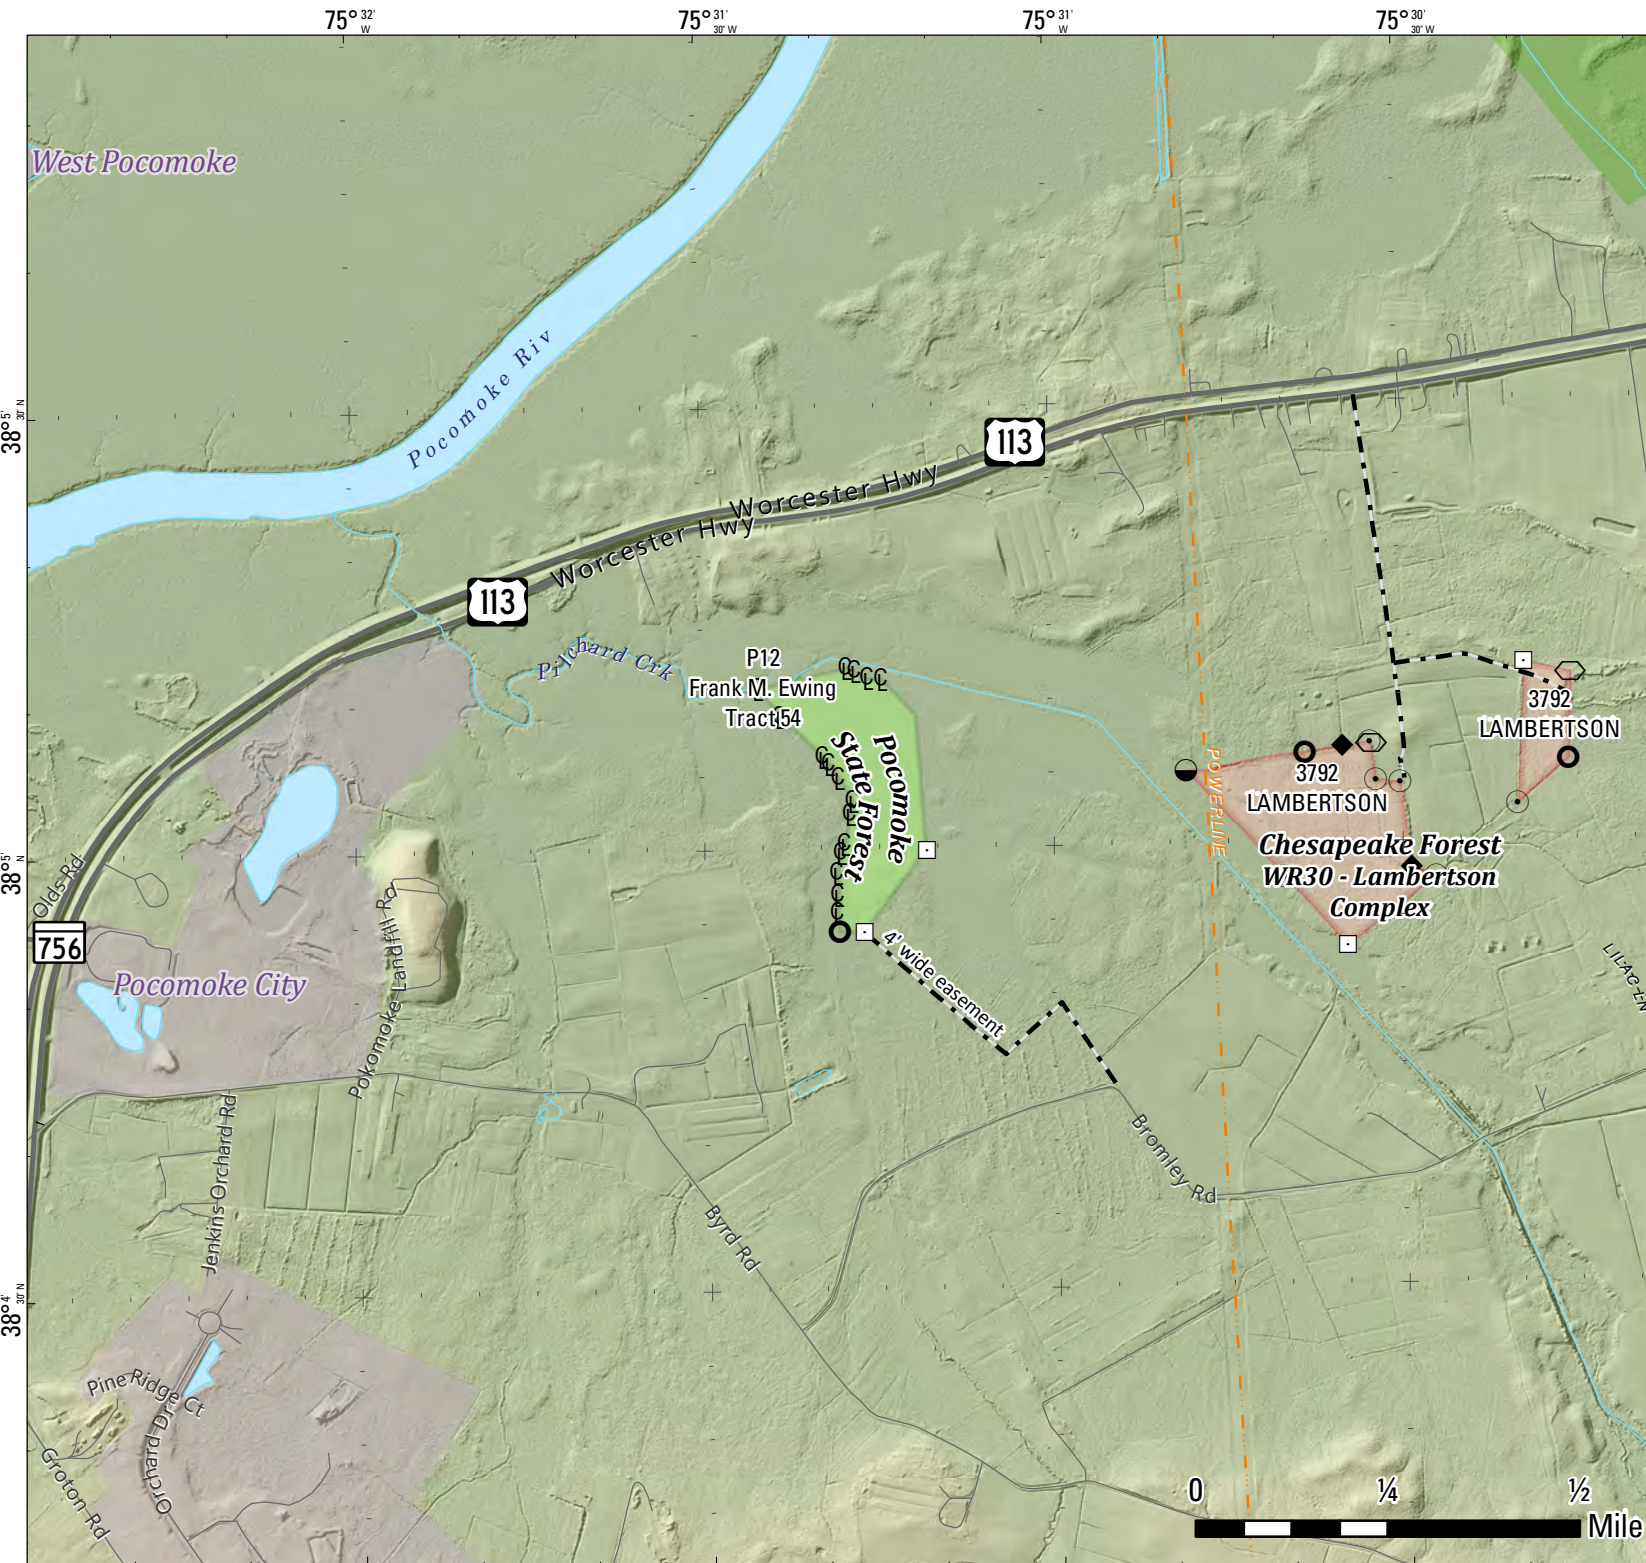 75° 32' W
75° 31' 30" W
75° 31' W
75° 30' 30" W
West Pocomoke
Pocomoke Riv
38° 5' 30" N
113
Worcester Hwy
Worcester Hwy
113
Pilchard Crk
P12
Frank M. Ewing
Tract 54
Pocomoke
State Forest
3792
LAMBERTSON
3792
LAMBERTSON
POWERLINE
Chesapeake Forest
WR30 - Lambertson
Complex
38° 5' N
Olds Rd
756
Pocomoke City
Pokomoke Landfill Rd
4' wide easement
LILAC LN
Jenkins Orchard Rd
Bromley Rd
Byrd Rd
38° 4' 30" N
Pine Ridge Ct
Orchard Dr
Groton Rd
0 ¼ ½
Mile